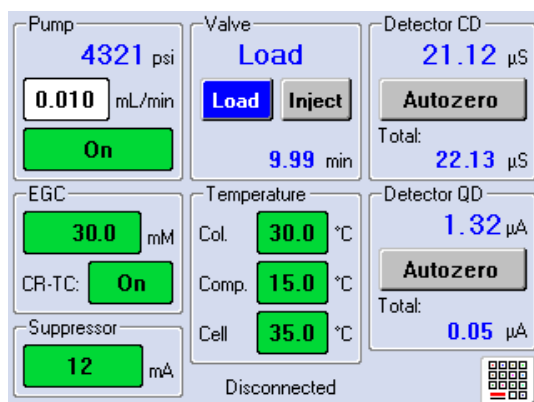 Pump
4321 psi
0.010 mL/min
On
Valve
Load
Load Inject
9.99 min
Detector CD
21.12 µS
Autozero
Total:
22.13 µS
EGC
30.0 mM
CR-TC: On
Temperature
Col. 30.0 °C
Comp. 15.0 °C
Cell 35.0 °C
Detector QD
1.32 µA
Autozero
Total:
0.05 µA
Suppressor
12 mA
Disconnected